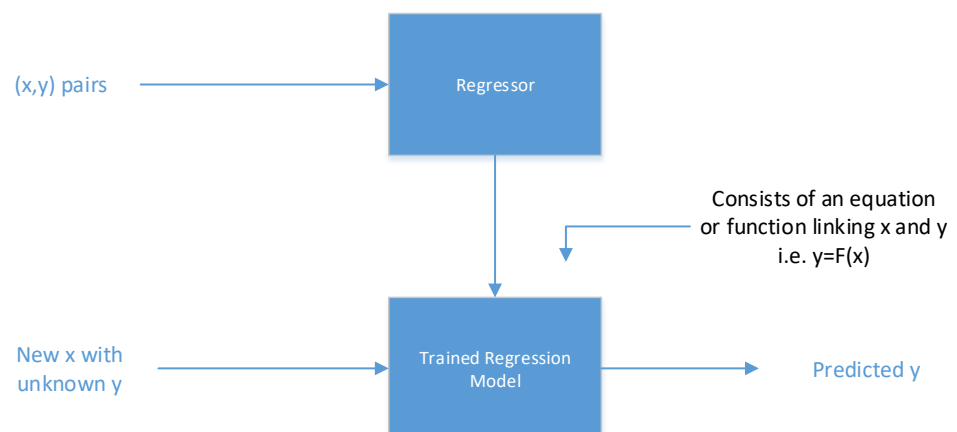 (x,y) pairs
Regressor
Consists of an equation
or function linking x and y
i.e. y=F(x)
New x with
unknown y
Trained Regression
Model
Predicted y